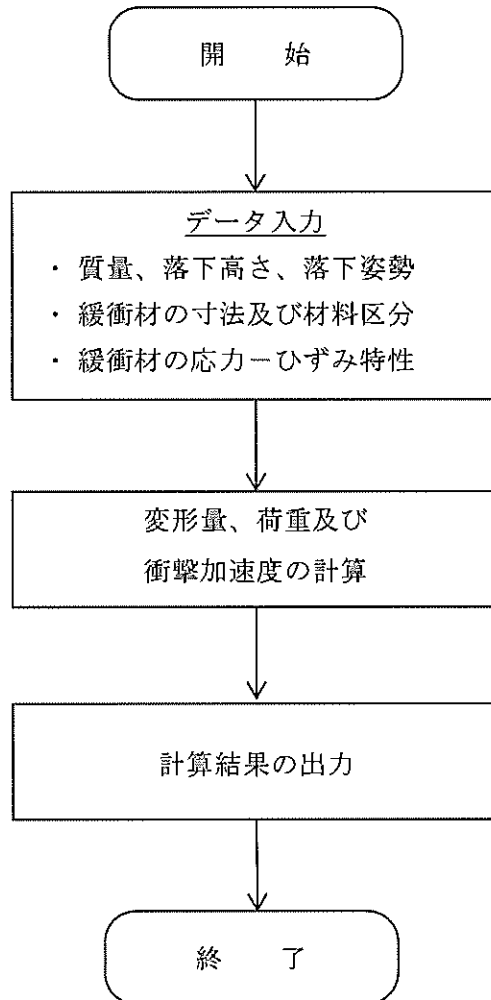 開　始
データ入力
・ 質量、落下高さ、落下姿勢
・ 緩衝材の寸法及び材料区分
・ 緩衝材の応力－ひずみ特性
変形量、荷重及び
衝撃加速度の計算
計算結果の出力
終　了